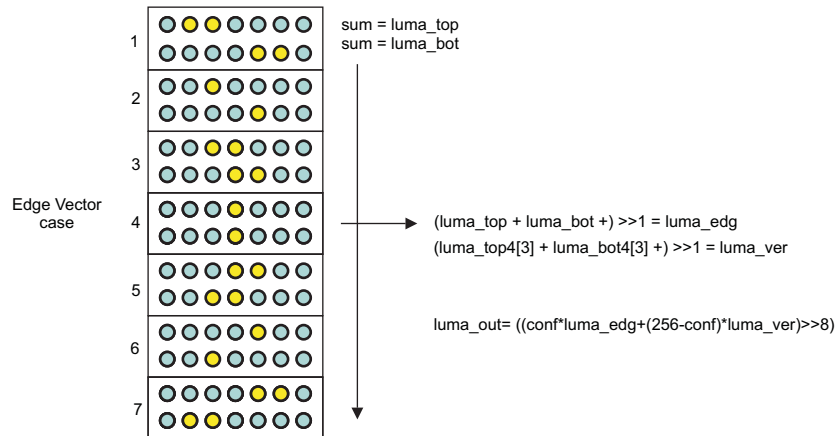 sum = luma_top
sum = luma_bot
1
2
3
Edge Vector
case
4
(luma_top + luma_bot +) >>1 = luma_edg
(luma_top4[3] + luma_bot4[3] +) >>1 = luma_ver
5
luma_out= ((conf*luma_edg+(256-conf)*luma_ver)>>8)
6
7